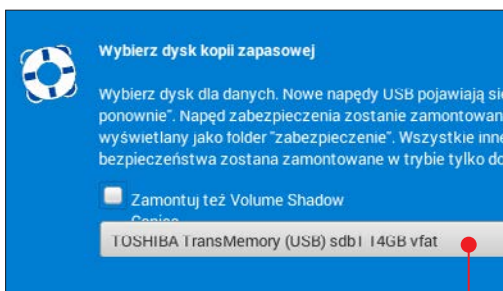 Wybierz dysk kopii zapasowej
Wybierz dysk dla danych. Nowe napędy USB pojawiają się
ponownie". Napęd zabezpieczenia zostanie zamontowan
wyświetlany jako folder "zabezpieczenie". Wszystkie inne
bezpieczeństwa zostana zamontowane w trybie tylko do
Zamontuj też Volume Shadow
TOSHIBA TransMemory (USB) sdb1 14GB vfat